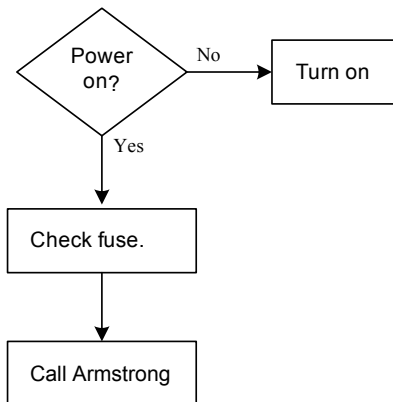 Power
on?
No
Turn on
Yes
Check fuse.
Call Armstrong